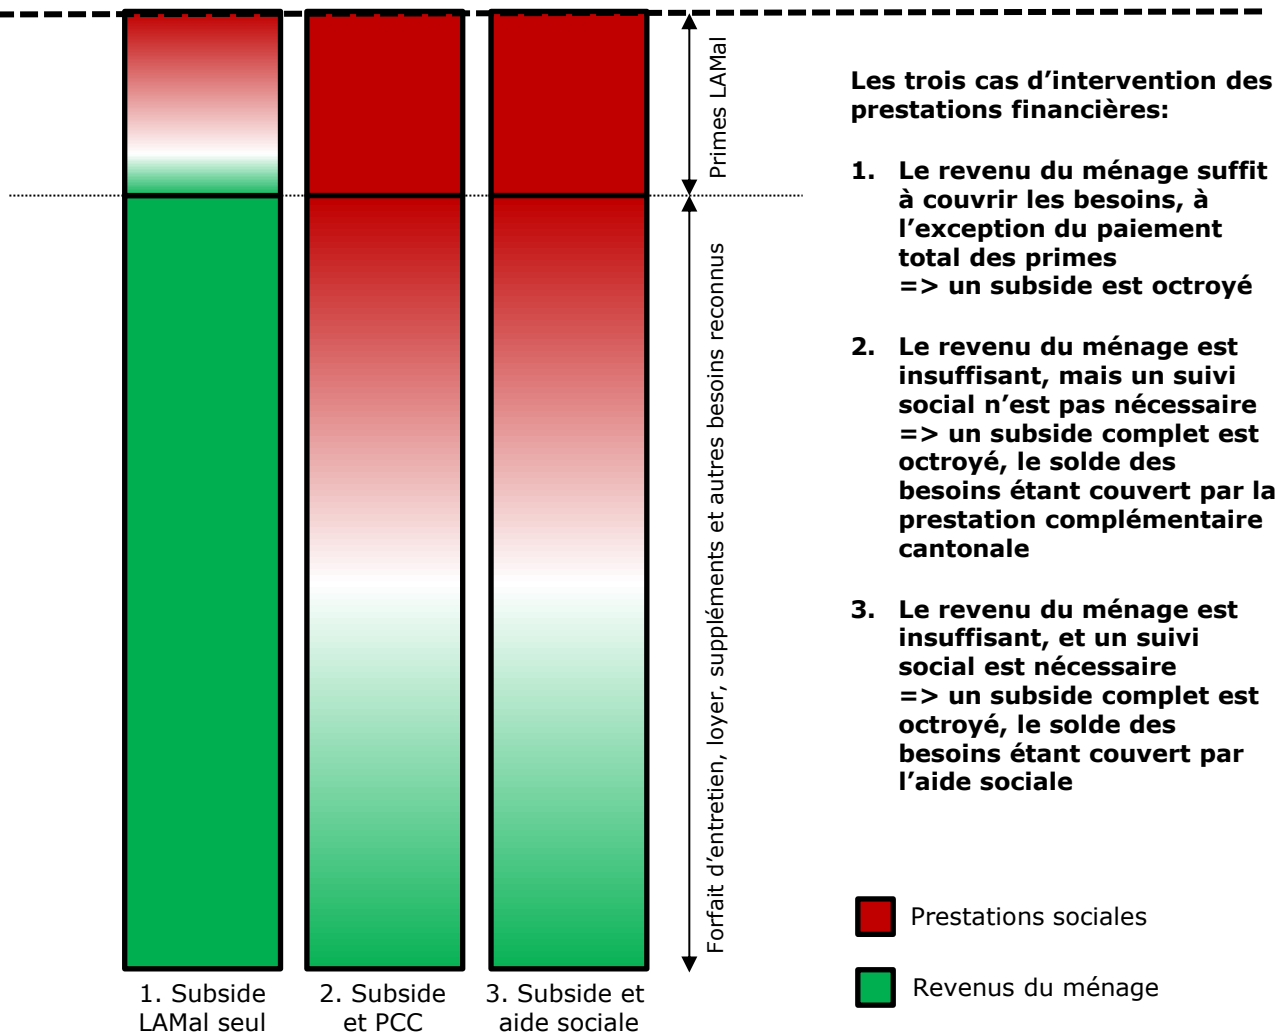 Primes LAMal
Forfait d’entretien, loyer, suppléments et autres besoins reconnus
1. Subside
LAMal seul
2. Subside
et PCC
3. Subside et
aide sociale
Les trois cas d’intervention des
prestations financières:
1. Le revenu du ménage suffit
à couvrir les besoins, à
l’exception du paiement
total des primes
=> un subside est octroyé
2. Le revenu du ménage est
insuffisant, mais un suivi
social n’est pas nécessaire
=> un subside complet est
octroyé, le solde des
besoins étant couvert par la
prestation complémentaire
cantonale
3. Le revenu du ménage est
insuffisant, et un suivi
social est nécessaire
=> un subside complet est
octroyé, le solde des
besoins étant couvert par
l’aide sociale
Prestations sociales
Revenus du ménage